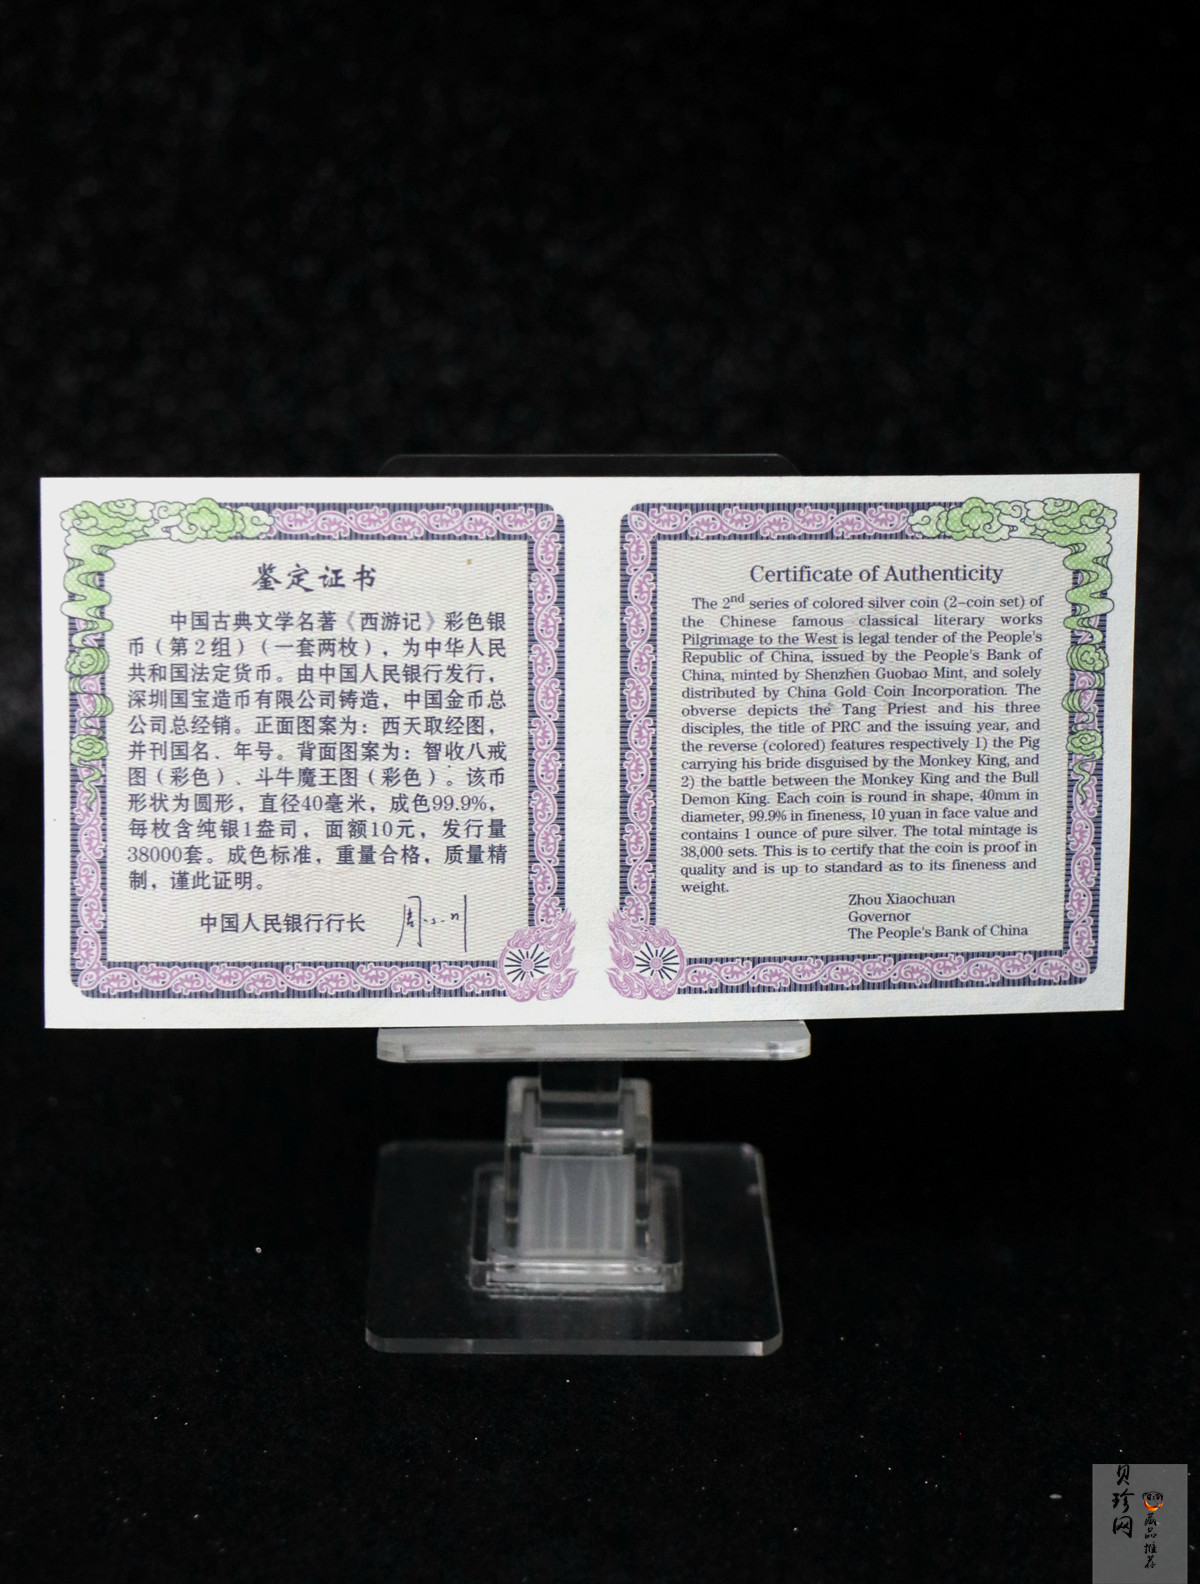 鉴定证书
中国古典文学名著《西游记》彩色银
币（第2组）（一套两枚），为中华人民
共和国法定货币。由中国人民银行发行，
深圳国宝造币有限公司铸造，中国金币总
公司总经销。正面图案为：西天取经图，
并刊国名、年号。背面图案为：智收八戒
图（彩色）、斗牛魔王图（彩色）。该币
形状为圆形，直径40毫米，成色99.9%，
每枚含纯银1盎司，面额10元，发行量
38000套。成色标准，重量合格，质量精
制，谨此证明。
中国人民银行行长 周小川
Certificate of Authenticity
The 2nd series of colored silver coin (2-coin set) of
the Chinese famous classical literary works
Pilgrimage to the West is legal tender of the People's
Republic of China, issued by the People's Bank of
China, minted by Shenzhen Guobao Mint, and solely
distributed by China Gold Coin Incorporation. The
obverse depicts the Tang Priest and his three
disciples, the title of PRC and the issuing year, and
the reverse (colored) features respectively 1) the Pig
carrying his bride disguised by the Monkey King, and
2) the battle between the Monkey King and the Bull
Demon King. Each coin is round in shape, 40mm in
diameter, 99.9% in fineness, 10 yuan in face value and
contains 1 ounce of pure silver. The total mintage is
38,000 sets. This is to certify that the coin is proof in
quality and is up to standard as to its fineness and
weight.
Zhou Xiaochuan
Governor
The People's Bank of China
贝珍网
藏品推荐